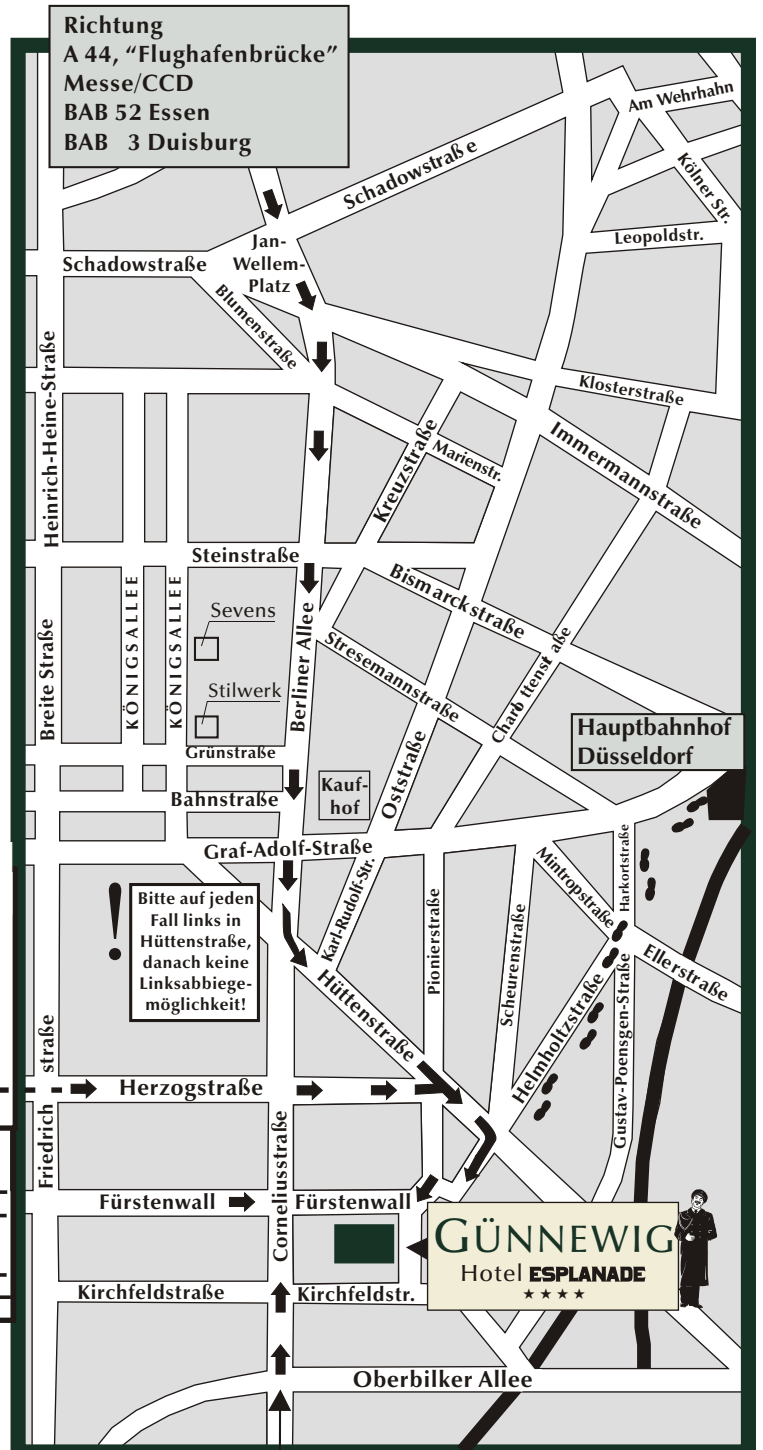 Richtung
A 44, “Flughafenbrücke”
Messe/CCD
BAB 52 Essen
BAB 3 Duisburg
Am Wehrhahn
Schadowstraße
Kölner Str.
Leopoldstr.
Jan-
Wellem-
Platz
Schadowstraße
Blumenstraße
Heinrich-Heine-Straße
Klosterstraße
Immermannstraße
Kreuzstraße
Marienstr.
Steinstraße
Bismarckstraße
Sevens
Stilwerk
KÖNIGSALLEE
KÖNIGSALLEE
Breite Straße
Berliner Allee
Stresemannstraße
Charlottenstraße
Hauptbahnhof
Düsseldorf
Grünstraße
Bahnstraße
Kauf-
hof
Oststraße
Graf-Adolf-Straße
Karl-Rudolf-Str.
Pionierstraße
Scheurenstraße
Mintropstraße
Harkortstraße
Ellerstraße
!
Bitte auf jeden
Fall links in
Hüttenstraße,
danach keine
Linksabbiege-
möglichkeit!
Hüttenstraße
Helmholtzstraße
Gustav-Poensgen-Straße
Friedrich straße
Herzogstraße
Corneliusstraße
Fürstenwall
Fürstenwall
GÜNNEWIG
Hotel ESPLANADE
★★★★
Kirchfeldstraße
Kirchfeldstr.
Oberbilker Allee